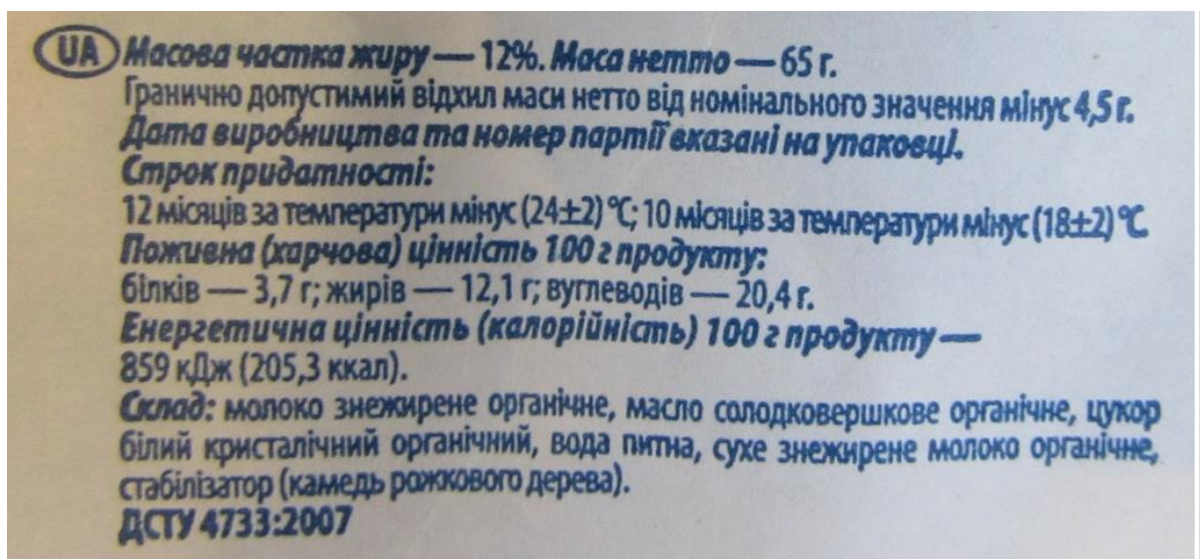 UA Масова частка жиру — 12%. Маса нетто — 65 г.
Гранично допустимий відхил маси нетто від номінального значення мінус 4,5 г.
Дата виробництва та номер партії вказані на упаковці.
Строк придатності:
12 місяців за температури мінус (24±2) °С; 10 місяців за температури мінус (18±2) °С
Поживна (харчова) цінність 100 г продукту:
білків — 3,7 г; жирів — 12,1 г; вуглеводів — 20,4 г.
Енергетична цінність (калорійність) 100 г продукту —
859 кДж (205,3 ккал).
Склад: молоко знежирене органічне, масло солодковершкове органічне, цукор
білий кристалічний органічний, вода питна, сухе знежирене молоко органічне,
стабілізатор (камедь рожкового дерева).
ДСТУ 4733:2007